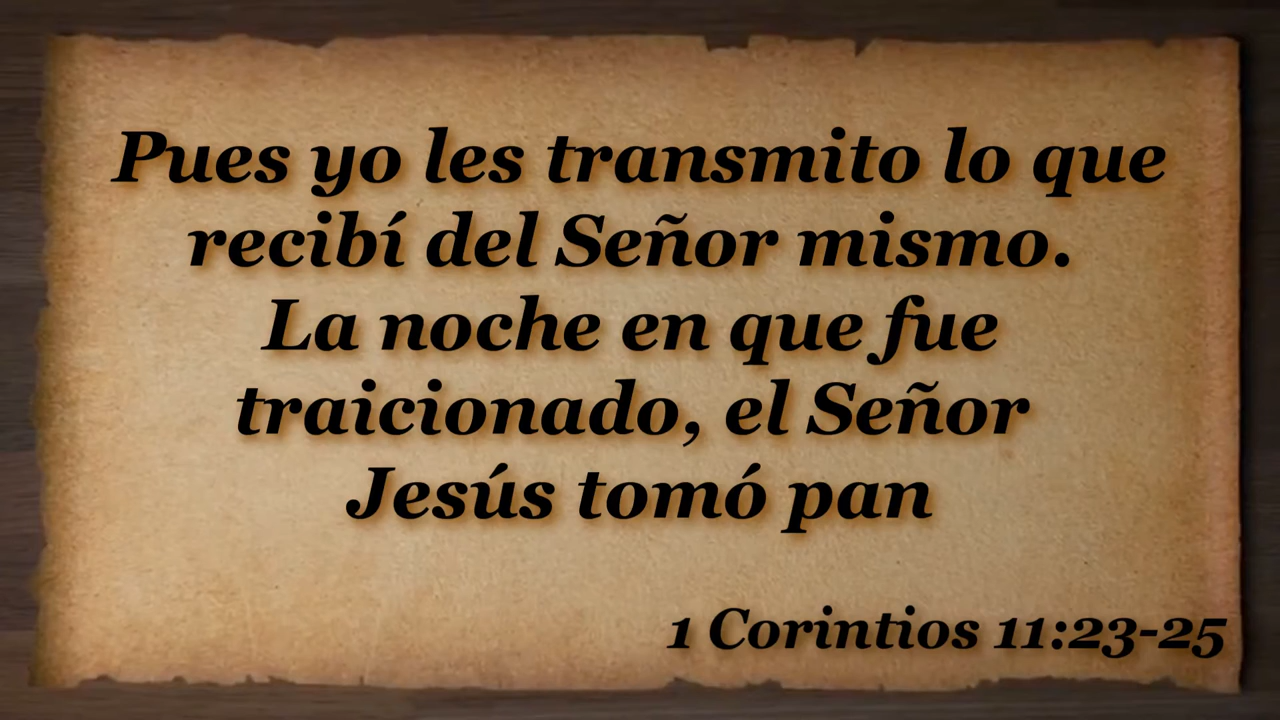 Pues yo les transmito lo que
recibí del Señor mismo.
La noche en que fue
traicionado, el Señor
Jesús tomó pan
1 Corintios 11:23-25